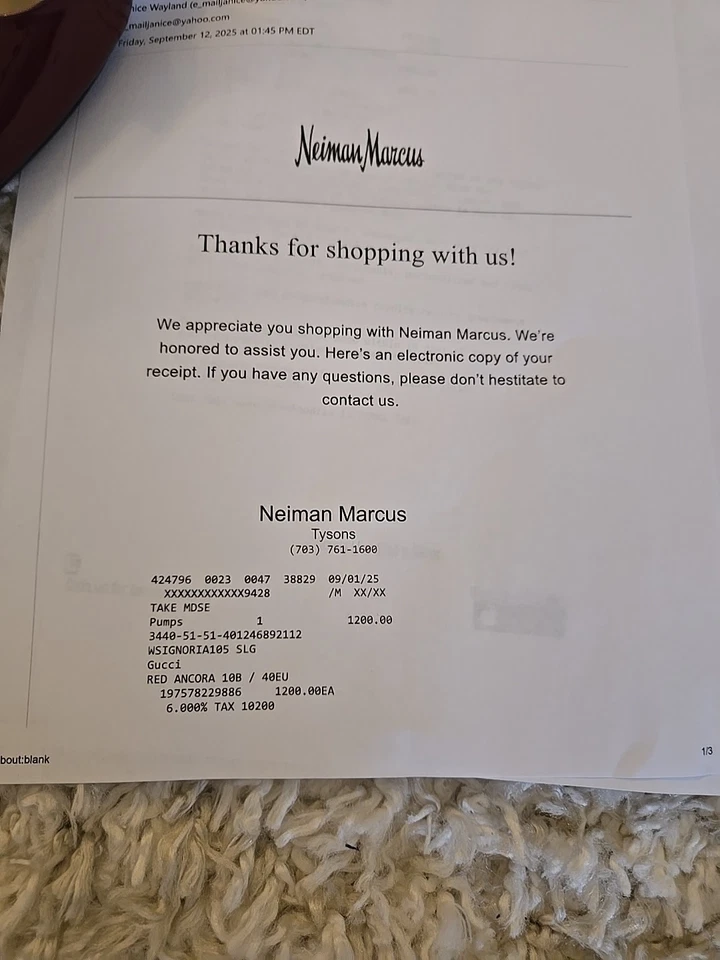 Wayland
_mailjanice@yahoo.com
Friday, September 12, 2025 at 01:45 PM EDT
Neiman Marcus
Thanks for shopping with us!
We appreciate you shopping with Neiman Marcus. We're
honored to assist you. Here's an electronic copy of your
receipt. If you have any questions, please don't hestitate to
contact us.
Neiman Marcus
Tysons
(703) 761-1600
424796 0023 0047 38829 09/01/25
XXXXXXXXXXXX9428 /M XX/XX
TAKE MDSE
Pumps 1 1200.00
3440-51-51-401246892112
WSIGNORIA105 SLG
Gucci
RED ANCORA 10B / 40EU
197578229886 1200.00EA
6.000% TAX 10200
bout:blank
1/3